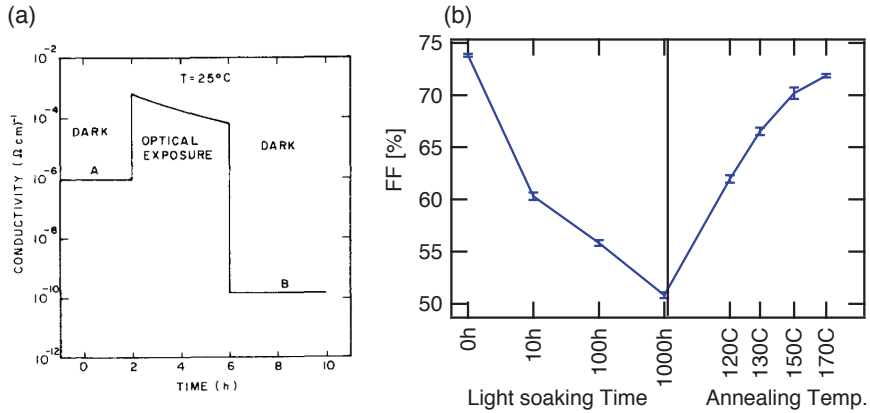 (a)
10-2
10-4
10-6
10-8
10-10
10-12
CONDUCTIVITY (Ω cm)-1
T=25°C
DARK
OPTICAL
EXPOSURE
DARK
A
B
0
2
4
6
8
10
TIME (h)
(b)
75
70
65
60
55
50
FF [%]
0h
10h
100h
1000h
120C
130C
150C
170C
Light soaking Time
Annealing Temp.